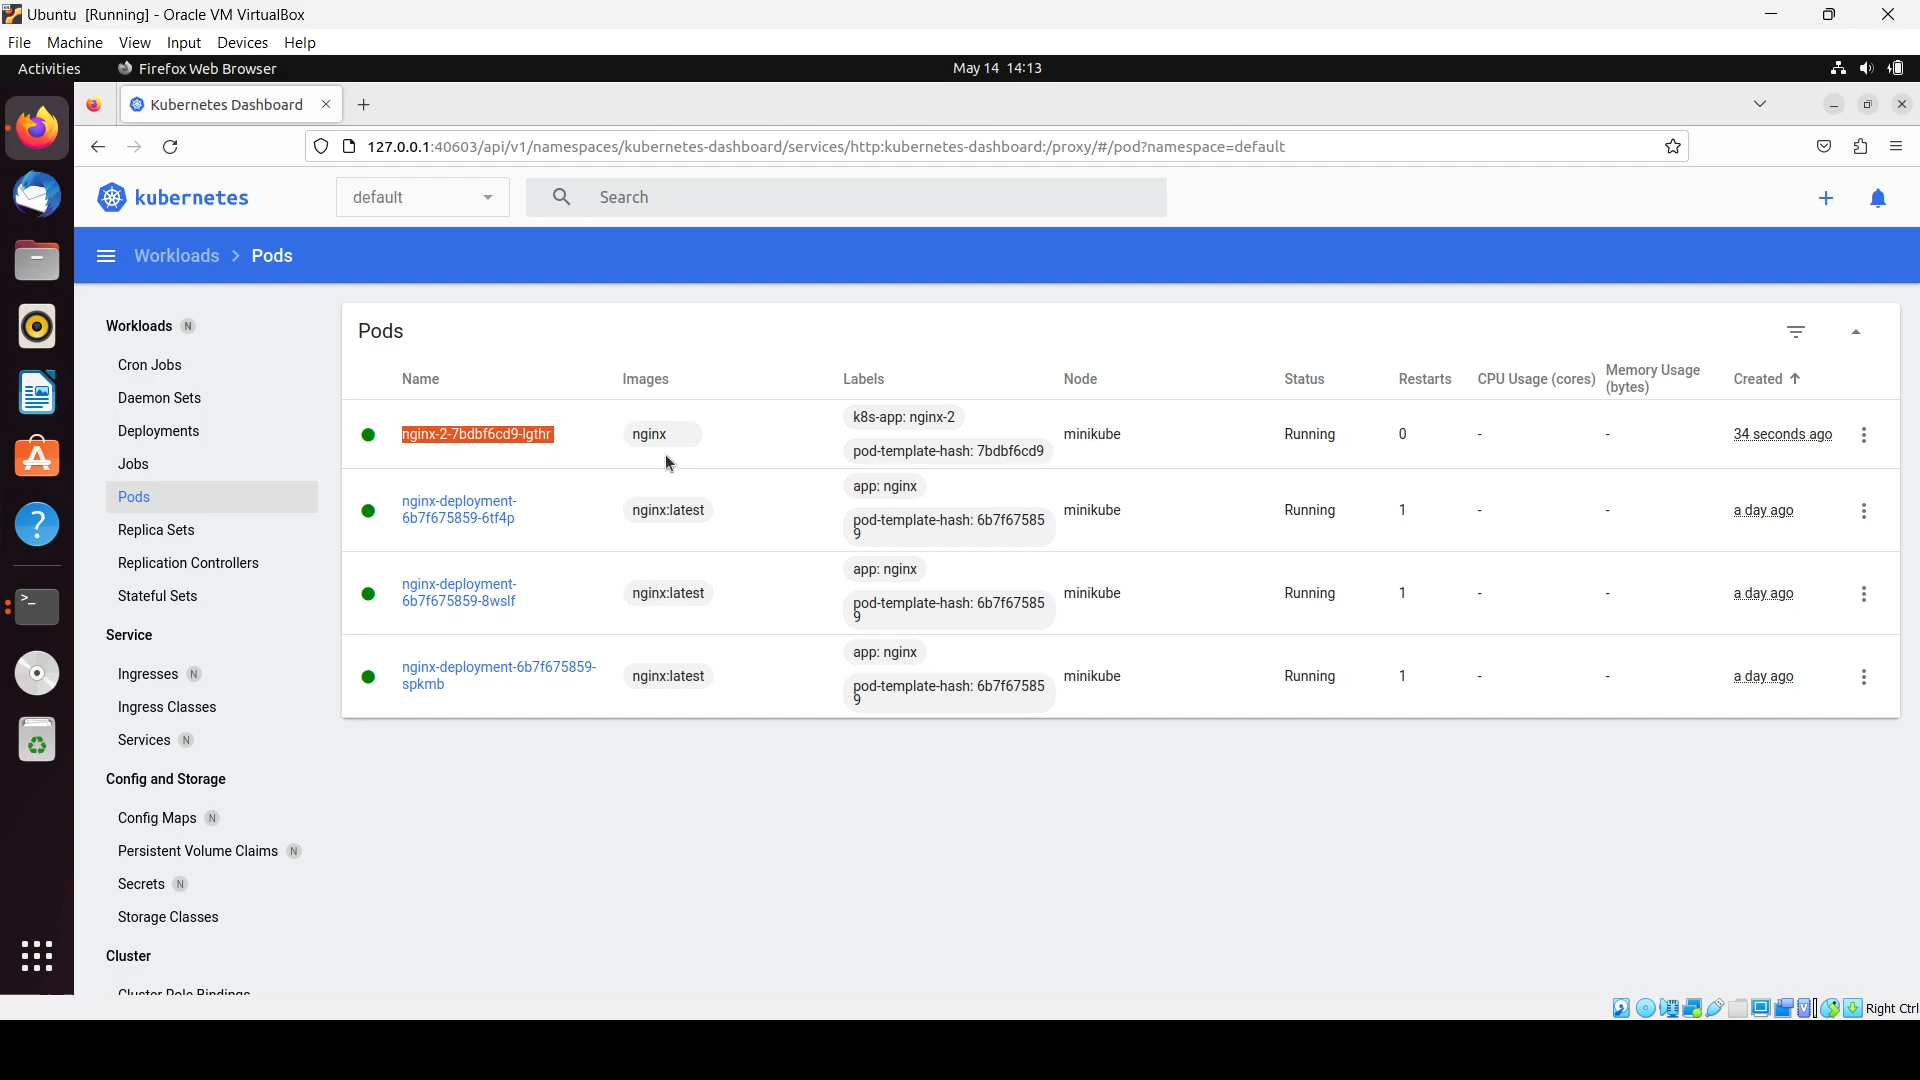 Ubuntu [Running] - Oracle VM VirtualBox
File Machine View Input Devices Help
Activities Firefox Web Browser May 14 14:13
Kubernetes Dashboard
127.0.0.1:40603/api/v1/namespaces/kubernetes-dashboard/services/http:kubernetes-dashboard:/proxy/#/pod?namespace=default
kubernetes default Search
Workloads Pods
Workloads N
Cron Jobs
Daemon Sets
Deployments
Jobs
Pods
Replica Sets
Replication Controllers
Stateful Sets
Service
Ingresses N
Ingress Classes
Services N
Config and Storage
Config Maps N
Persistent Volume Claims N
Secrets N
Storage Classes
Cluster
Cluster Role Bindings
Pods
Name Images Labels Node Status Restarts CPU Usage (cores) Memory Usage (bytes) Created
nginx-2-7bdbf6cd9-lgthr nginx k8s-app: nginx-2 minikube Running 0 - - 34 seconds ago
pod-template-hash: 7bdbf6cd9
nginx-deployment-
6b7f675859-6tf4p nginx:latest app: nginx minikube Running 1 - - a day ago
pod-template-hash: 6b7f67585
9
nginx-deployment-
6b7f675859-8wslf nginx:latest app: nginx minikube Running 1 - - a day ago
pod-template-hash: 6b7f67585
9
nginx-deployment-6b7f675859-
spkmb nginx:latest app: nginx minikube Running 1 - - a day ago
pod-template-hash: 6b7f67585
9
Right Ctrl